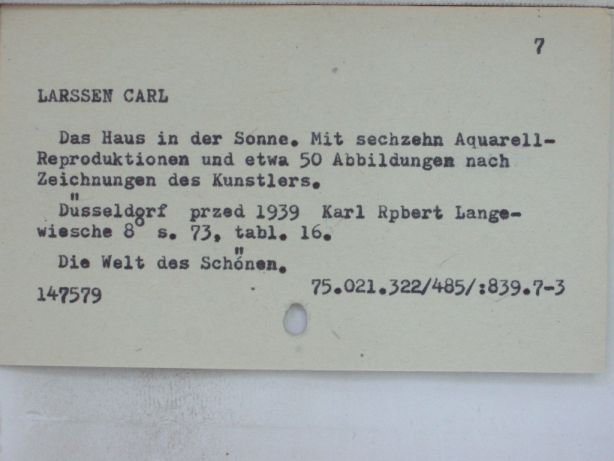 7
LARSSEN CARL
Das Haus in der Sonne. Mit sechzehn Aquarell-
Reproduktionen und etwa 50 Abbildungen nach
Zeichnungen des Kunstlers.
Düsseldorf przed 1939 Karl Rpbert Lange-
wiesche 8° s. 73, tabl. 16.
Die Welt des Schönen.
147579 75.021.322/485/:839.7-3